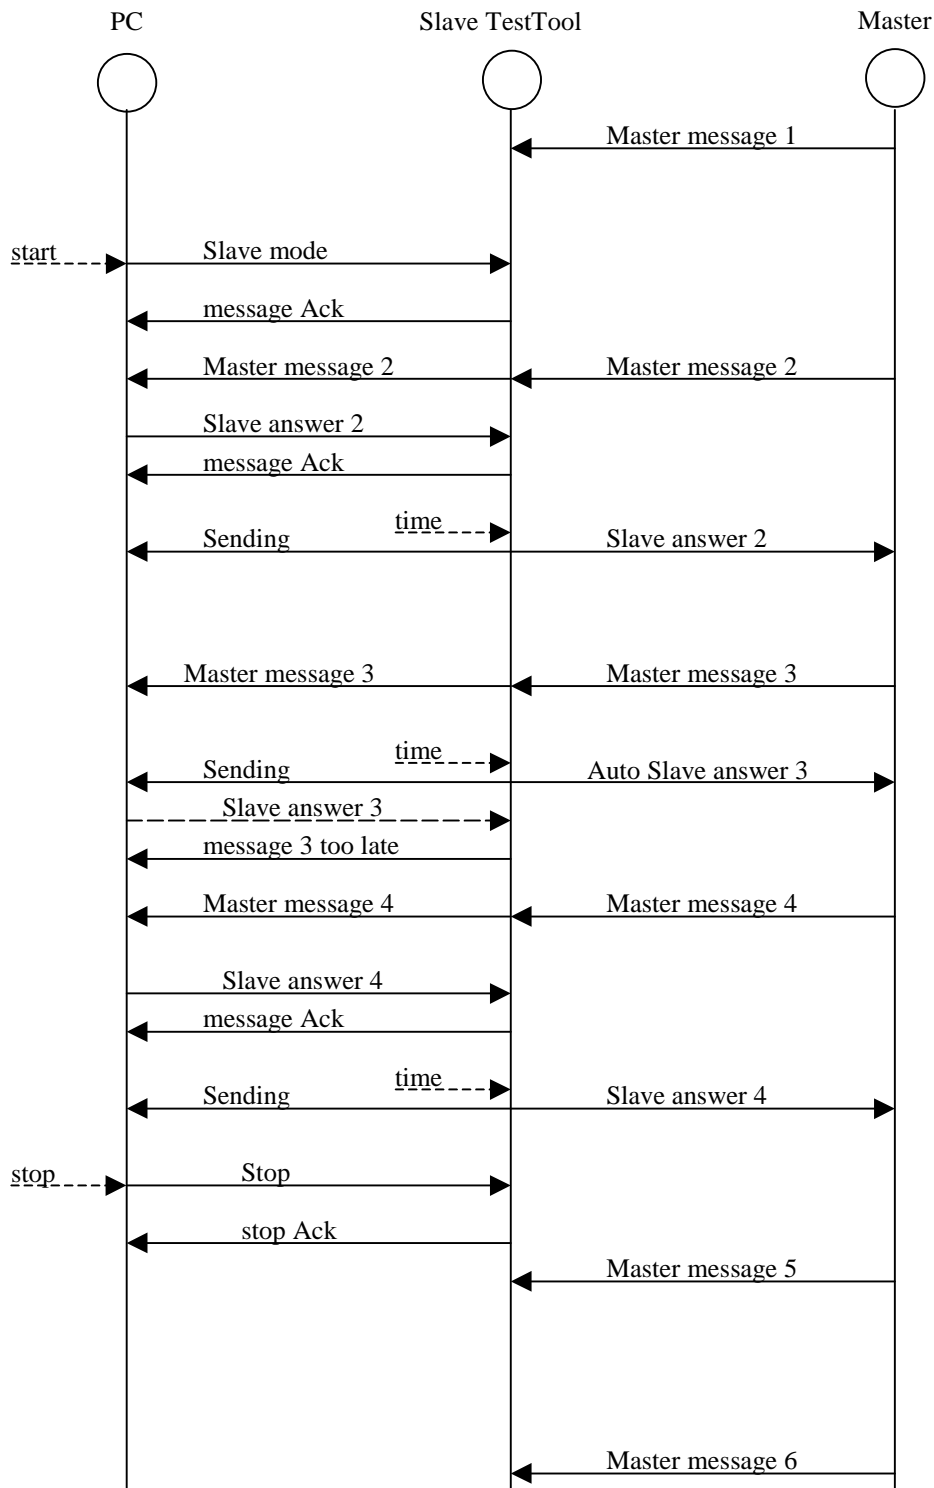 PC
Slave TestTool
Master
Master message 1
start
Slave mode
message Ack
Master message 2
Master message 2
Slave answer 2
message Ack
time
Sending
Slave answer 2
Master message 3
Master message 3
time
Sending
Auto Slave answer 3
Slave answer 3
message 3 too late
Master message 4
Master message 4
Slave answer 4
message Ack
time
Sending
Slave answer 4
stop
Stop
stop Ack
Master message 5
Master message 6